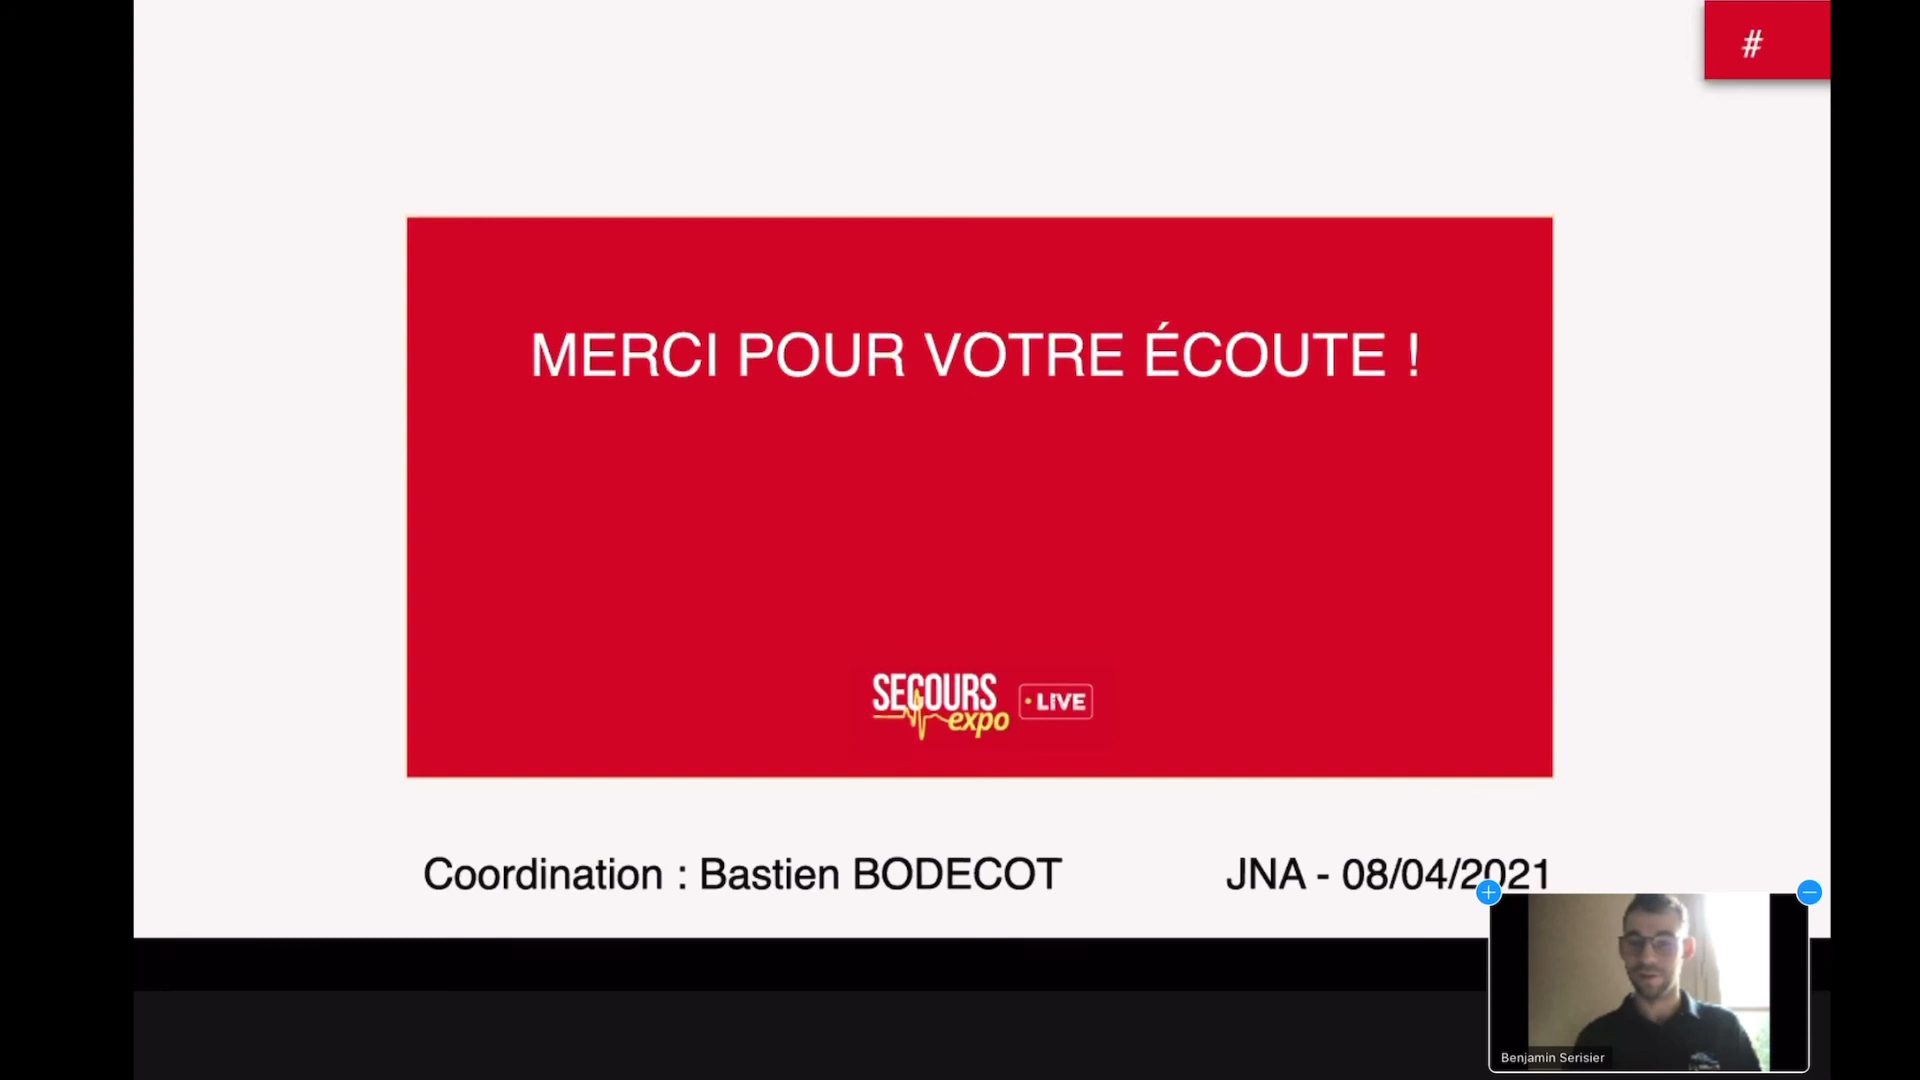 #
MERCI POUR VOTRE ÉCOUTE !
SECOURS
expo
LIVE
Coordination : Bastien BODECOT
JNA - 08/04/2021
Benjamin Serisier